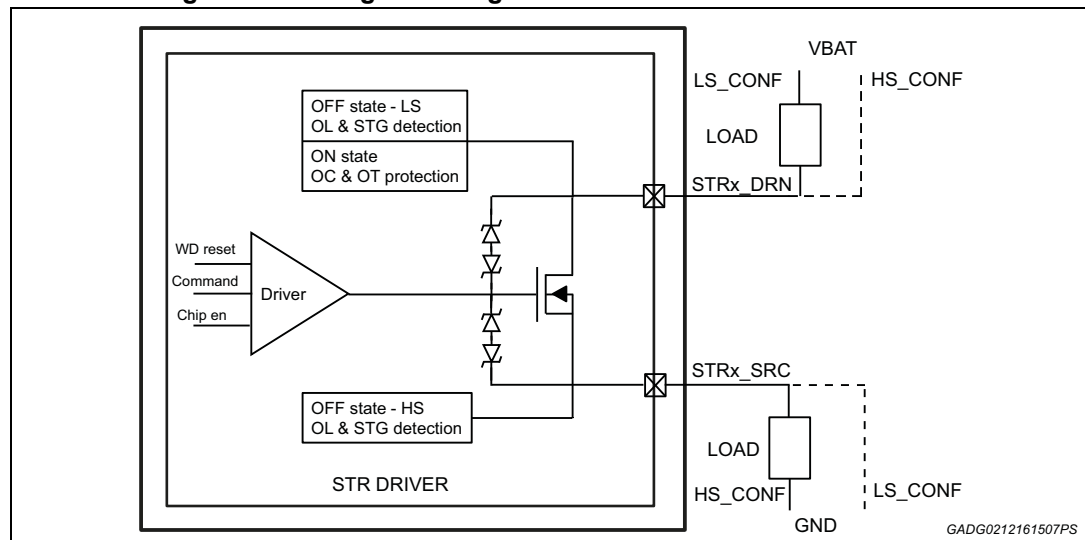 VBAT
LS_CONF
HS_CONF
OFF state - LS
OL & STG detection
LOAD
ON state
OC & OT protection
STRx_DRN
WD reset
Command
Driver
Chip en
STRx_SRC
OFF state - HS
OL & STG detection
LOAD
STR DRIVER
HS_CONF
LS_CONF
GND
GADG0212161507PS